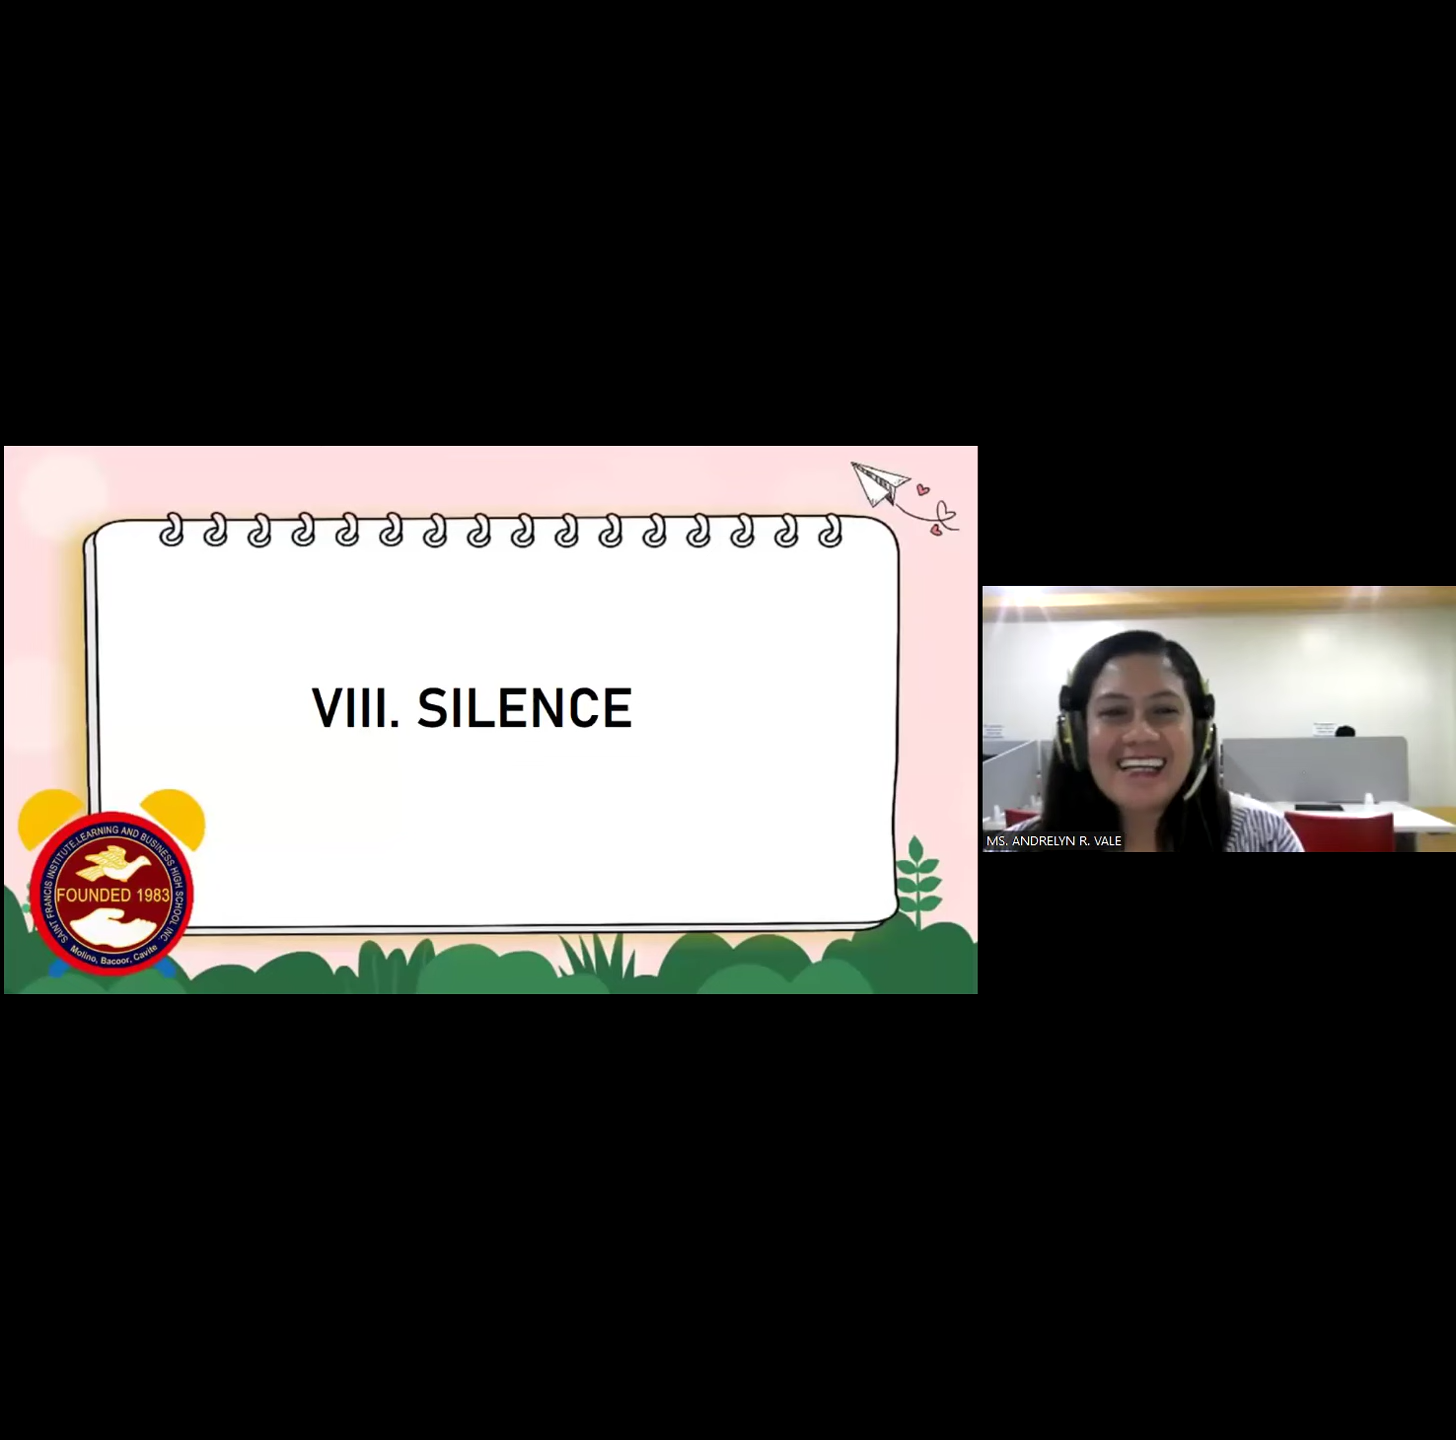 VIII. SILENCE
SAINT FRANCIS INSTITUTE LEARNING AND BUSINESS HIGH SCHOOL INC.
FOUNDED 1983
Molino, Bacoor, Cavite
MS. ANDRELYN R. VALE